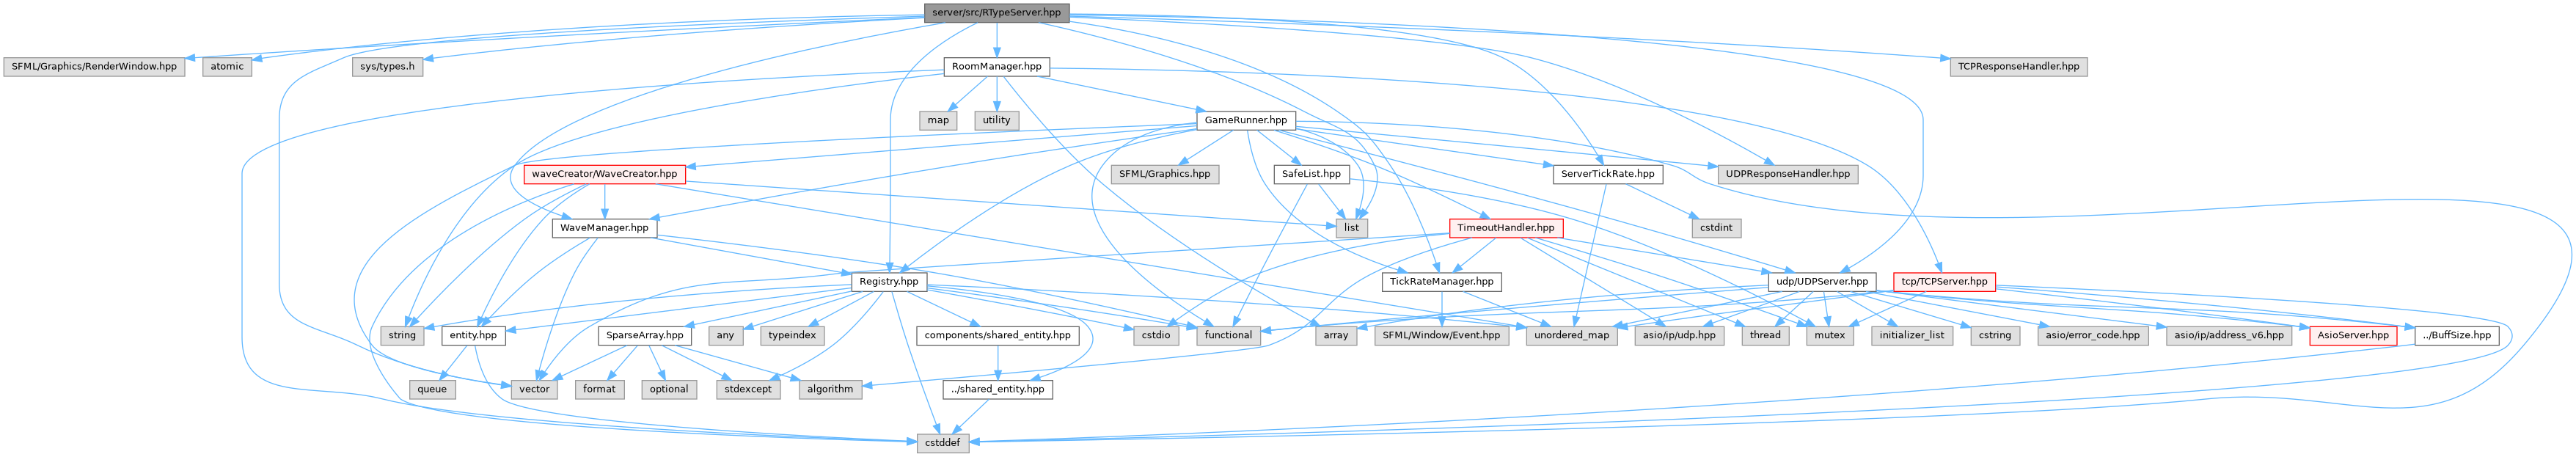 server/src/RTypeServer.hpp
SFML/Graphics/RenderWindow.hpp
atomic
sys/types.h
RoomManager.hpp
TCPResponseHandler.hpp
map
utility
GameRunner.hpp
waveCreator/WaveCreator.hpp
SFML/Graphics.hpp
SafeList.hpp
ServerTickRate.hpp
UDPResponseHandler.hpp
WaveManager.hpp
list
TimeoutHandler.hpp
cstdint
Registry.hpp
TickRateManager.hpp
udp/UDPServer.hpp
tcp/TCPServer.hpp
string
entity.hpp
SparseArray.hpp
any
typeindex
components/shared_entity.hpp
cstdio
functional
array
SFML/Window/Event.hpp
unordered_map
asio/ip/udp.hpp
thread
mutex
initializer_list
cstring
asio/error_code.hpp
asio/ip/address_v6.hpp
AsioServer.hpp
../BuffSize.hpp
queue
vector
format
optional
stdexcept
algorithm
../shared_entity.hpp
cstddef